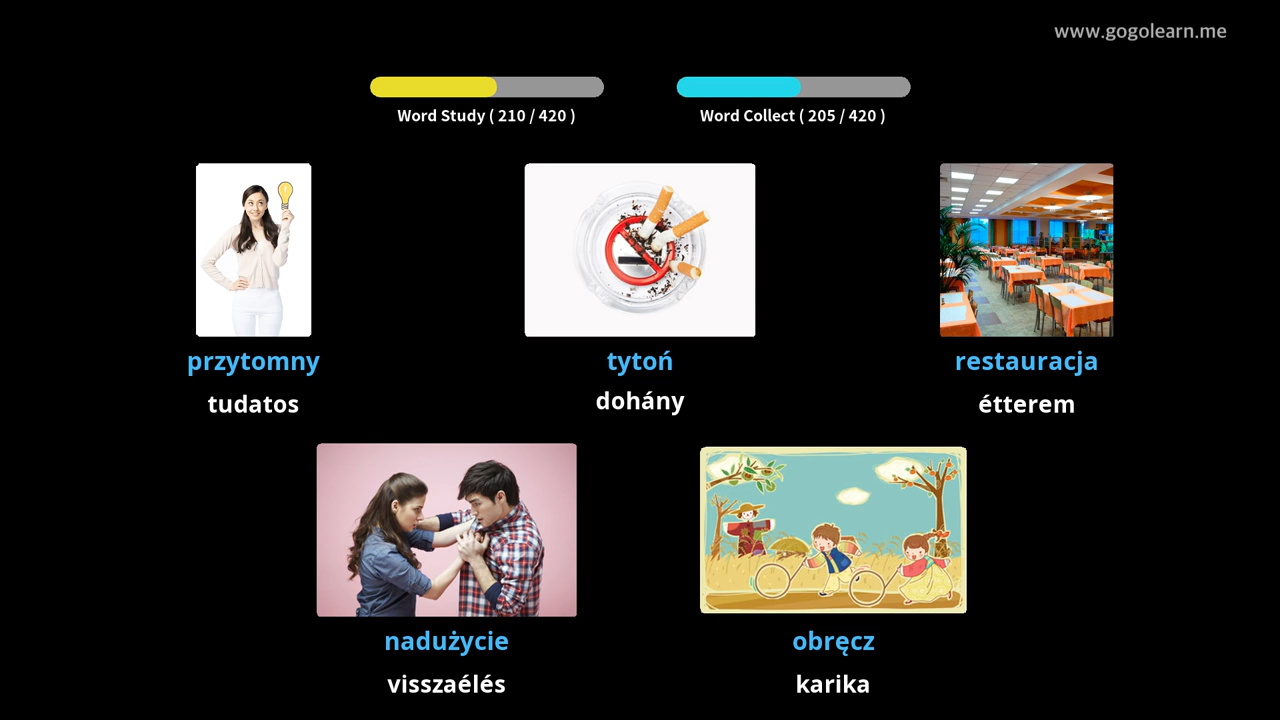 www.gogolearn.me
Word Study ( 210 / 420 )
Word Collect ( 205 / 420 )
przytomny
tudatos
tytoń
dohány
restauracja
étterem
nadużycie
visszaélés
obręcz
karika